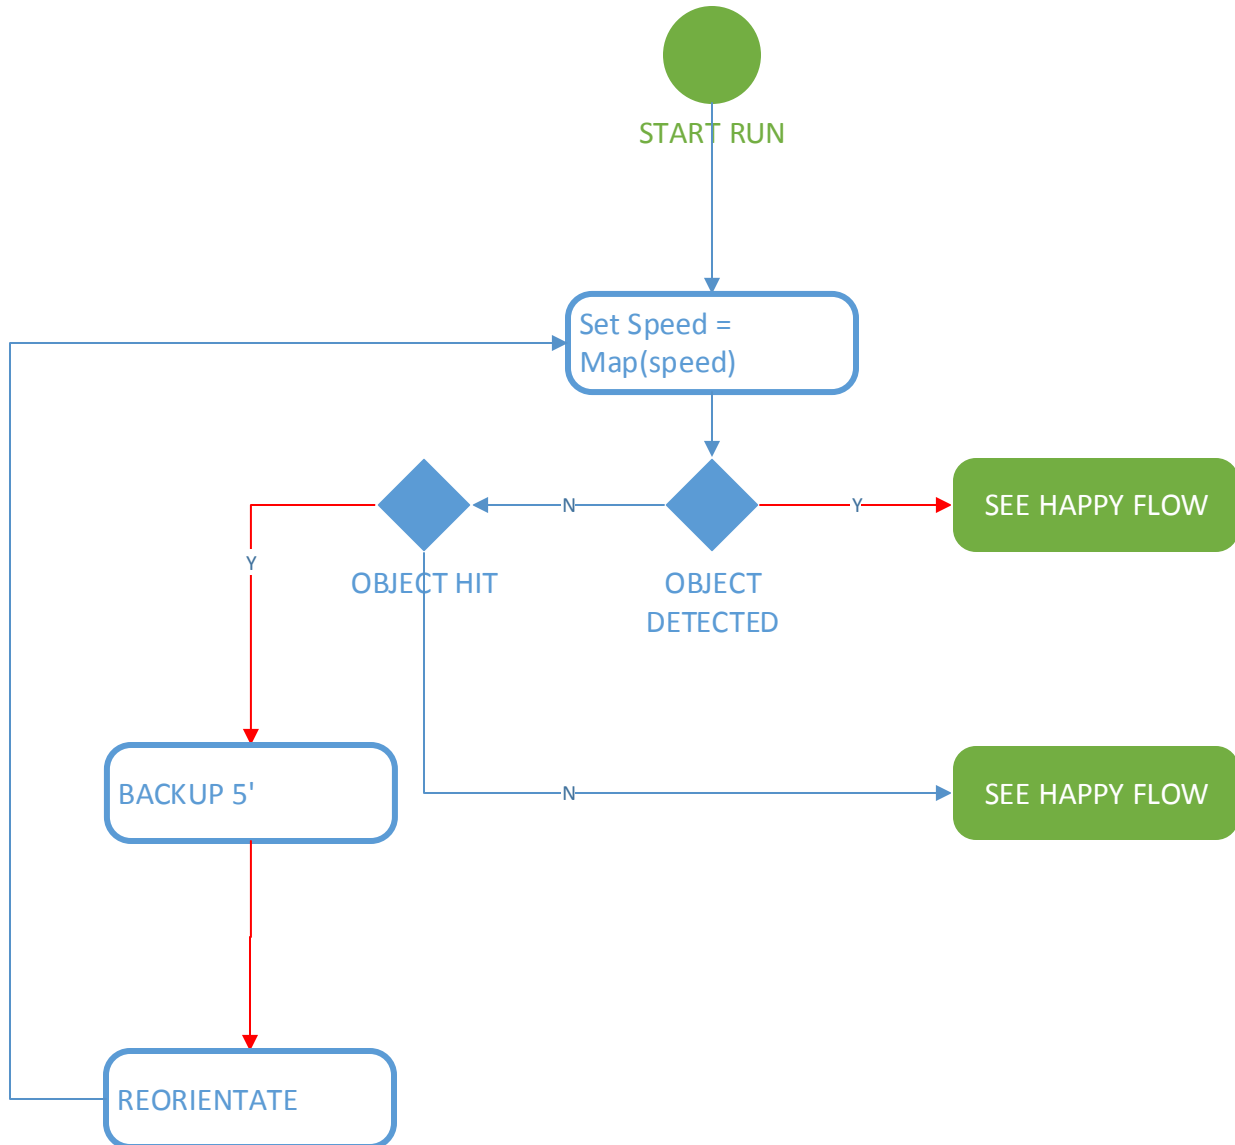 START RUN
Set Speed =
Map(speed)
N
Y
SEE HAPPY FLOW
Y
OBJECT HIT
OBJECT
DETECTED
BACKUP 5'
N
SEE HAPPY FLOW
REORIENTATE